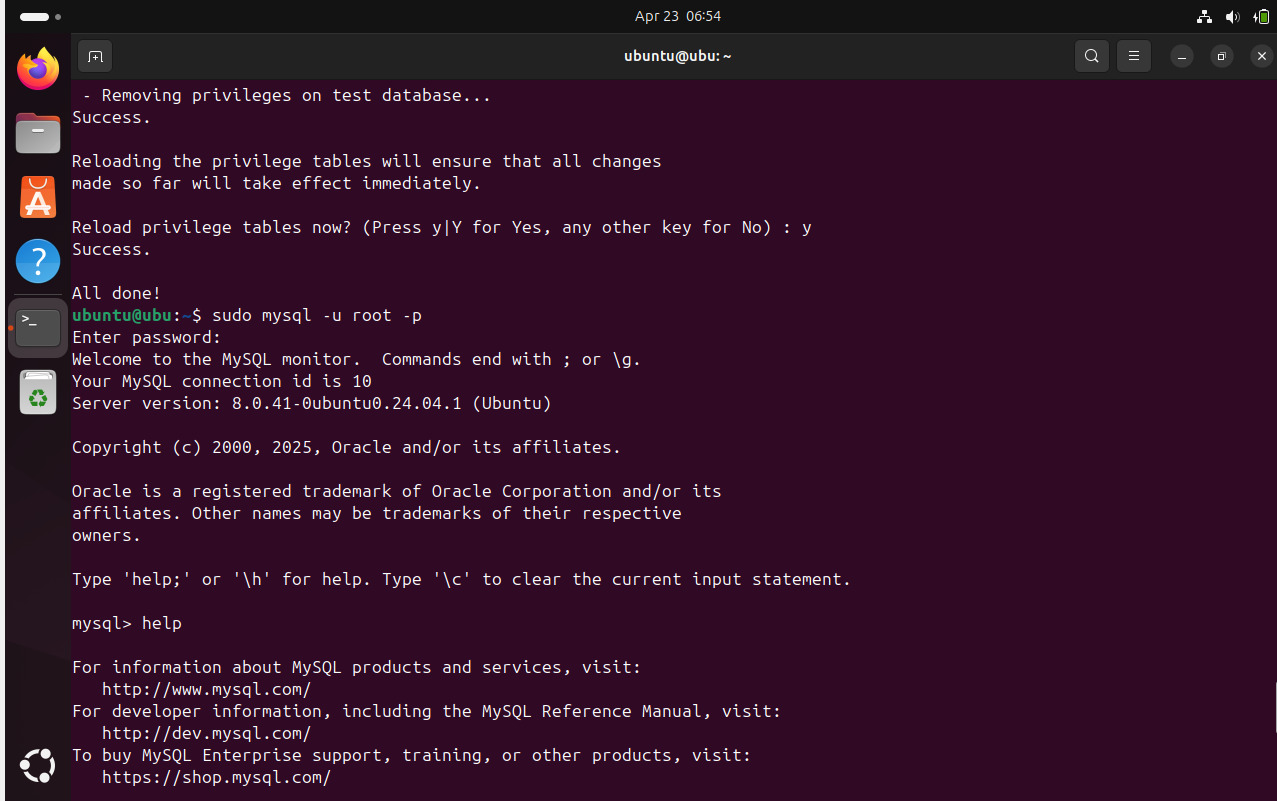 Apr 23 06:54
ubuntu@ubu: ~
- Removing privileges on test database...
Success.
Reloading the privilege tables will ensure that all changes
made so far will take effect immediately.
Reload privilege tables now? (Press y|Y for Yes, any other key for No) : y
Success.
All done!
ubuntu@ubu:~$ sudo mysql -u root -p
Enter password:
Welcome to the MySQL monitor.  Commands end with ; or \g.
Your MySQL connection id is 10
Server version: 8.0.41-0ubuntu0.24.04.1 (Ubuntu)
Copyright (c) 2000, 2025, Oracle and/or its affiliates.
Oracle is a registered trademark of Oracle Corporation and/or its
affiliates. Other names may be trademarks of their respective
owners.
Type 'help;' or '\h' for help. Type '\c' to clear the current input statement.
mysql> help
For information about MySQL products and services, visit:
http://www.mysql.com/
For developer information, including the MySQL Reference Manual, visit:
http://dev.mysql.com/
To buy MySQL Enterprise support, training, or other products, visit:
https://shop.mysql.com/